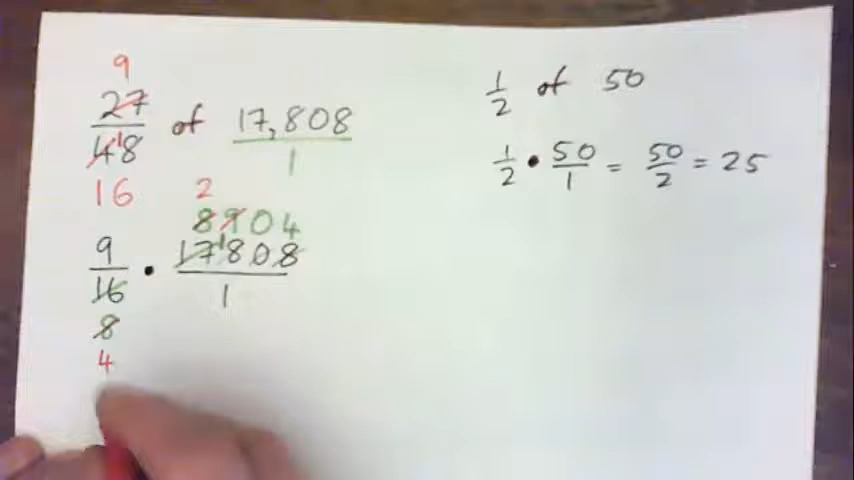 9
27/48 of 17,808/1
16
2
8904
9/16 • 17808/1
8
4
1/2 of 50
1/2 • 50/1 = 50/2 = 25